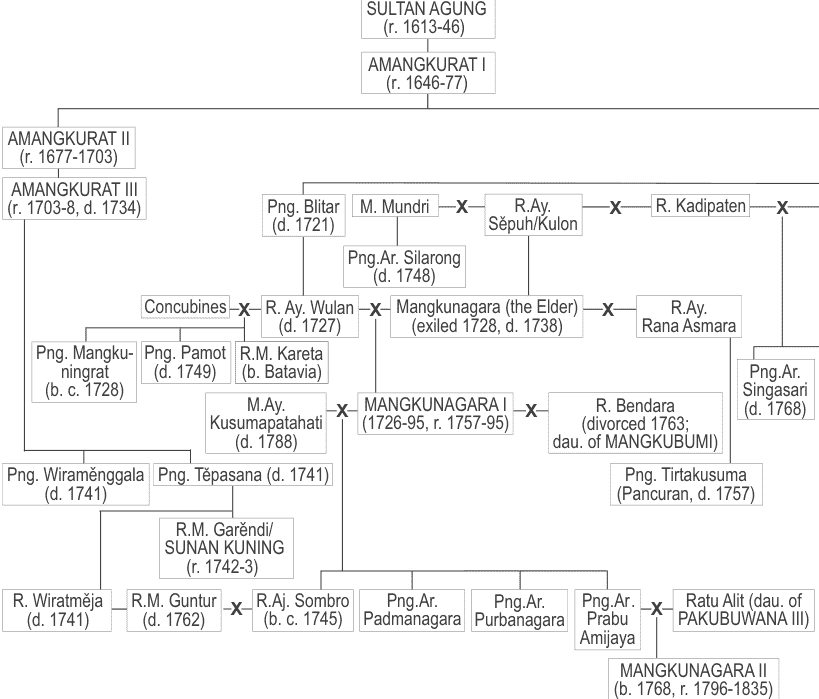 SULTAN AGUNG
(r. 1613-46)
AMANGKURAT I
(r. 1646-77)
AMANGKURAT II
(r. 1677-1703)
AMANGKURAT III
(r. 1703-8, d. 1734)
Png. Blitar
(d. 1721)
M. Mundri
X
R.Ay.
Sĕpuh/Kulon
X
R. Kadipaten
X
Png.Ar. Silarong
(d. 1748)
Concubines
X
R. Ay. Wulan
(d. 1727)
X
Mangkunagara (the Elder)
(exiled 1728, d. 1738)
X
R.Ay.
Rana Asmara
Png. Mangku-
ningrat
(b. c. 1728)
Png. Pamot
(d. 1749)
R.M. Kareta
(b. Batavia)
Png.Ar.
Singasari
(d. 1768)
M.Ay.
Kusumapatahati
(d. 1788)
X
MANGKUNAGARA I
(1726-95, r. 1757-95)
X
R. Bendara
(divorced 1763;
dau. of MANGKUBUMI)
Png. Wiramĕnggala
(d. 1741)
Png. Tĕpasana (d. 1741)
Png. Tirtakusuma
(Pancuran, d. 1757)
R.M. Garĕndi/
SUNAN KUNING
(r. 1742-3)
R. Wiratmĕja
(d. 1741)
R.M. Guntur
(d. 1762)
X
R.Aj. Sombro
(b. c. 1745)
Png.Ar.
Padmanagara
Png.Ar.
Purbanagara
Png.Ar.
Prabu
Amijaya
X
Ratu Alit (dau. of
PAKUBUWANA III)
MANGKUNAGARA II
(b. 1768, r. 1796-1835)